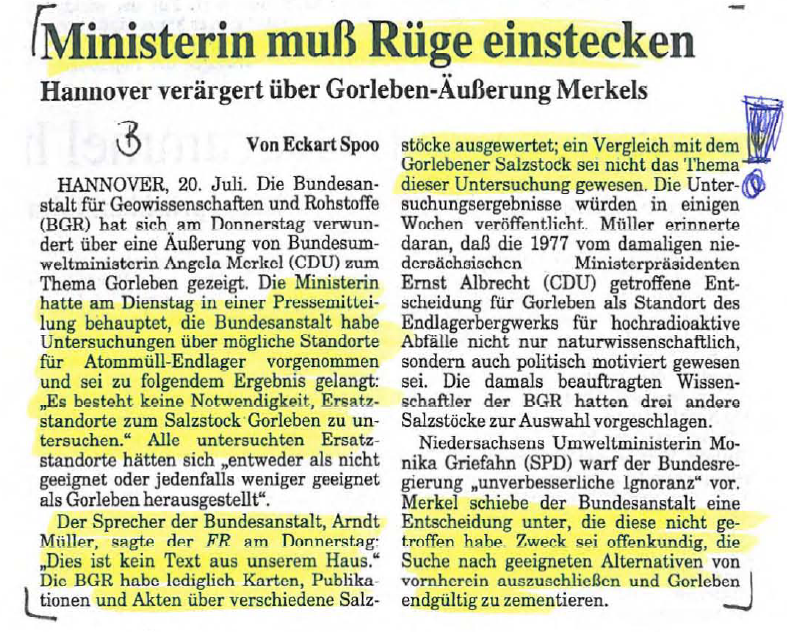 Ministerin muß Rüge einstecken
Hannover verärgert über Gorleben-Äußerung Merkels
B
Von Eckart Spoo
HANNOVER, 20. Juli. Die Bundesan-
stalt für Geowissenschaften und Rohstoffe
(BGR) hat sich am Donnerstag verwun-
dert über eine Äußerung von Bundesum-
weltministerin Angela Merkel (CDU) zum
Thema Gorleben gezeigt. Die Ministerin
hatte am Dienstag in einer Pressemittei-
lung behauptet, die Bundesanstalt habe
Untersuchungen über mögliche Standorte
für Atommüll-Endlager vorgenommen
und sei zu folgendem Ergebnis gelangt:
„Es besteht keine Notwendigkeit, Ersatz-
standorte zum Salzstock Gorleben zu un-
tersuchen.“ Alle untersuchten Ersatz-
standorte hätten sich „entweder als nicht
geeignet oder jedenfalls weniger geeignet
als Gorleben herausgestellt“.
Der Sprecher der Bundesanstalt, Arndt
Müller, sagte der FR am Donnerstag:
„Dies ist kein Text aus unserem Haus.“
Die BGR habe lediglich Karten, Publika-
tionen und Akten über verschiedene Salz-
stöcke ausgewertet; ein Vergleich mit dem
Gorlebener Salzstock sei nicht das Thema
dieser Untersuchung gewesen. Die Unter-
suchungsergebnisse würden in einigen
Wochen veröffentlicht. Müller erinnerte
daran, daß die 1977 vom damaligen nie-
dersächsischen Ministerpräsidenten
Ernst Albrecht (CDU) getroffene Ent-
scheidung für Gorleben als Standort des
Endlagerbergwerks für hochradioaktive
Abfälle nicht nur naturwissenschaftlich,
sondern auch politisch motiviert gewesen
sei. Die damals beauftragten Wissen-
schaftler der BGR hatten drei andere
Salzstöcke zur Auswahl vorgeschlagen.
Niedersachsens Umweltministerin Mo-
nika Griefahn (SPD) warf der Bundesre-
gierung „unverbesserliche Ignoranz“ vor.
Merkel schiebe der Bundesanstalt eine
Entscheidung unter, die diese nicht ge-
troffen habe. Zweck sei offenkundig, die
Suche nach geeigneten Alternativen von
vornherein auszuschließen und Gorleben
endgültig zu zementieren.